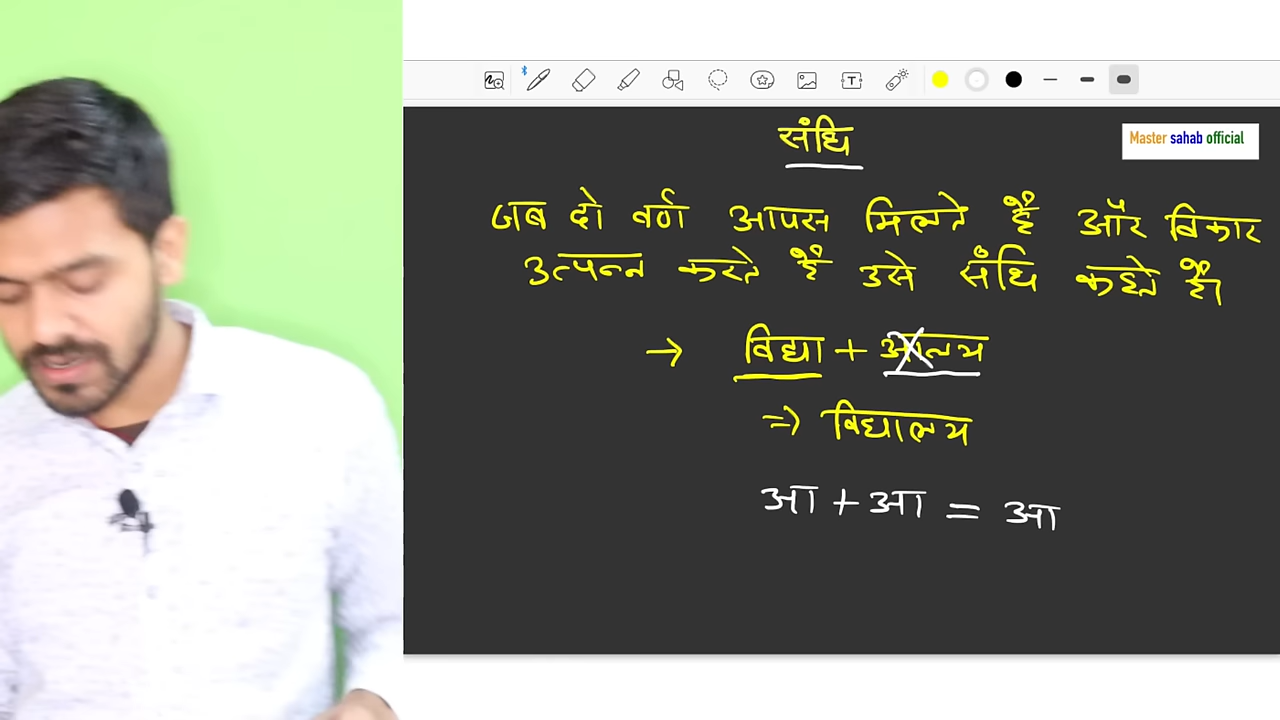 संधि
Master sahab official
जब दो वर्ण आपस मिलते हैं और विकार
उत्पन्न करते हैं उसे संधि कहते हैं।
→ विद्या + आलय
⇒ विद्यालय
आ + आ = आ